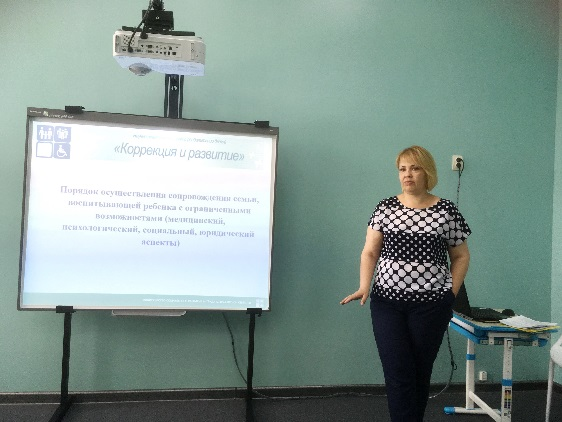 «Коррекция и развитие»
Порядок осуществления сопровождения семьи,
воспитывающей ребенка с ограниченными
возможностями (медицинский,
психологический, социальный, юридический
аспекты)